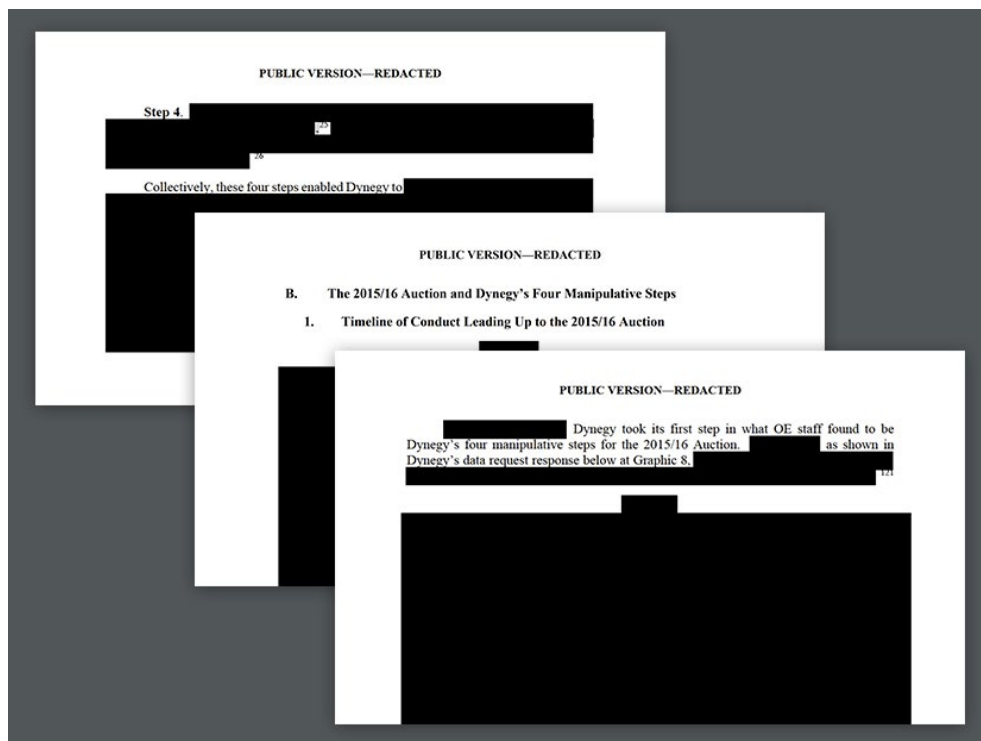 PUBLIC VERSION—REDACTED
Step 4.
25
26
Collectively, these four steps enabled Dynegy to
PUBLIC VERSION—REDACTED
B. The 2015/16 Auction and Dynegy’s Four Manipulative Steps
1. Timeline of Conduct Leading Up to the 2015/16 Auction
PUBLIC VERSION—REDACTED
Dynegy took its first step in what OE staff found to be
Dynegy’s four manipulative steps for the 2015/16 Auction. as shown in
Dynegy’s data request response below at Graphic 8,
121